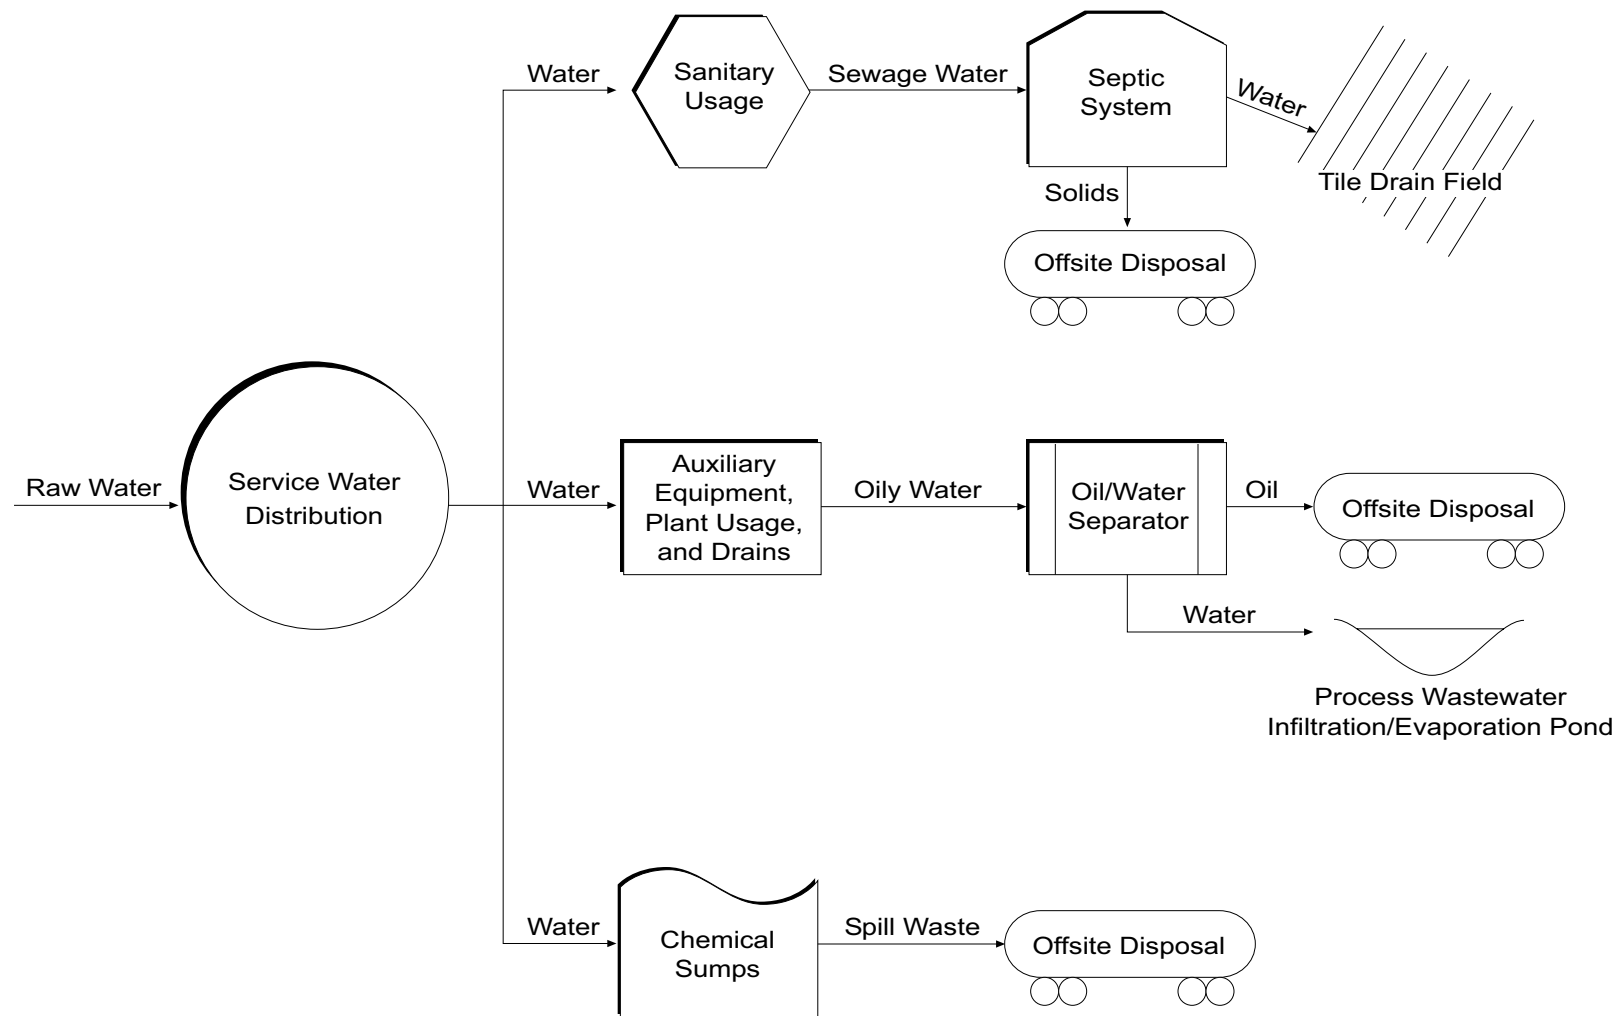 Water
Sanitary
Usage
Sewage Water
Septic
System
Water
Tile Drain Field
Solids
Offsite Disposal
Raw Water
Service Water
Distribution
Water
Auxiliary
Equipment,
Plant Usage,
and Drains
Oily Water
Oil/Water
Separator
Oil
Offsite Disposal
Water
Process Wastewater
Infiltration/Evaporation Pond
Water
Chemical
Sumps
Spill Waste
Offsite Disposal